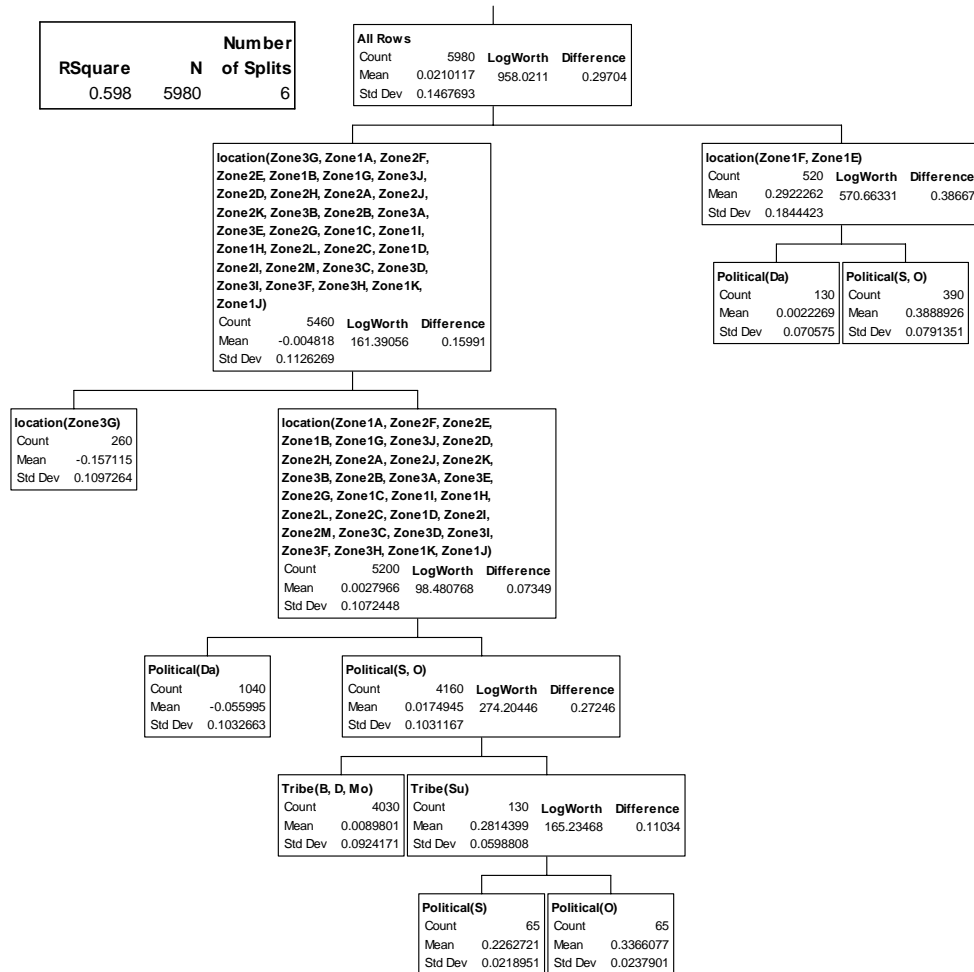 Number
RSquare N of Splits
0.598 5980 6
All Rows
Count 5980 LogWorth Difference
Mean 0.0210117 958.0211 0.29704
Std Dev 0.1467693
location(Zone3G, Zone1A, Zone2F,
Zone2E, Zone1B, Zone1G, Zone3J,
Zone2D, Zone2H, Zone2A, Zone2J,
Zone2K, Zone3B, Zone2B, Zone3A,
Zone3E, Zone2G, Zone1C, Zone1I,
Zone1H, Zone2L, Zone2C, Zone1D,
Zone2I, Zone2M, Zone3C, Zone3D,
Zone3I, Zone3F, Zone3H, Zone1K,
Zone1J)
Count 5460 LogWorth Difference
Mean -0.004818 161.39056 0.15991
Std Dev 0.1126269
location(Zone1F, Zone1E)
Count 520 LogWorth Difference
Mean 0.2922262 570.66331 0.38667
Std Dev 0.1844423
Political(Da)
Count 130
Mean 0.0022269
Std Dev 0.070575
Political(S, O)
Count 390
Mean 0.3888926
Std Dev 0.0791351
location(Zone3G)
Count 260
Mean -0.157115
Std Dev 0.1097264
location(Zone1A, Zone2F, Zone2E,
Zone1B, Zone1G, Zone3J, Zone2D,
Zone2H, Zone2A, Zone2J, Zone2K,
Zone3B, Zone2B, Zone3A, Zone3E,
Zone2G, Zone1C, Zone1I, Zone1H,
Zone2L, Zone2C, Zone1D, Zone2I,
Zone2M, Zone3C, Zone3D, Zone3I,
Zone3F, Zone3H, Zone1K, Zone1J)
Count 5200 LogWorth Difference
Mean 0.0027966 98.480768 0.07349
Std Dev 0.1072448
Political(Da)
Count 1040
Mean -0.055995
Std Dev 0.1032663
Political(S, O)
Count 4160 LogWorth Difference
Mean 0.0174945 274.20446 0.27246
Std Dev 0.1031167
Tribe(B, D, Mo)
Count 4030
Mean 0.0089801
Std Dev 0.0924171
Tribe(Su)
Count 130 LogWorth Difference
Mean 0.2814399 165.23468 0.11034
Std Dev 0.0598808
Political(S)
Count 65
Mean 0.2262721
Std Dev 0.0218951
Political(O)
Count 65
Mean 0.3366077
Std Dev 0.0237901